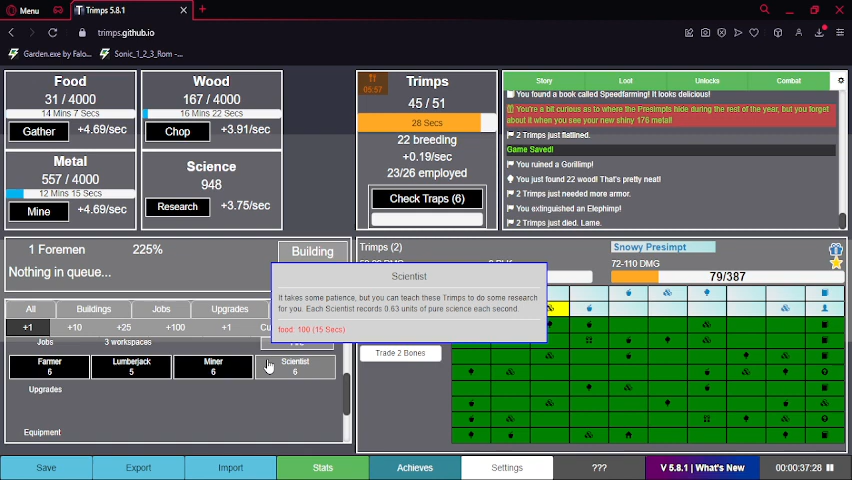 Menu
Trimps 5.8.1
trimps.github.io
Garden.exe by Falo...
Sonic_1_2_3_Rom -...
Food
31 / 4000
14 Mins 7 Secs
Gather
+4.69/sec
Wood
167 / 4000
16 Mins 22 Secs
Chop
+3.91/sec
Metal
557 / 4000
12 Mins 15 Secs
Mine
+4.69/sec
Science
948
Research
+3.75/sec
05:57
Trimps
45 / 51
28 Secs
22 breeding
+0.19/sec
23/26 employed
Check Traps (6)
Story
Loot
Unlocks
Combat
You found a book called Speedfarming! It looks delicious!
You're a bit curious as to where the Presimpts hide during the rest of the year, but you forget
about it when you see your new shiny 176 metal!
2 Trimps just flatlined.
Game Saved!
You ruined a Gorillimp!
You just found 22 wood! That's pretty neat!
2 Trimps just needed more armor.
You extinguished an Elephimp!
2 Trimps just died. Lame.
1 Foremen
225%
Building
Nothing in queue...
All
Buildings
Jobs
Upgrades
+1
+10
+25
+100
+1
Jobs
3 workspaces
Farmer
6
Lumberjack
5
Miner
6
Scientist
6
Upgrades
Equipment
Scientist
It takes some patience, but you can teach these Trimps to do some research
for you. Each Scientist records 0.63 units of pure science each second.
food: 100 (15 Secs)
Trimps (2)
Snowy Presimpt
72-110 DMG
79/387
Trade 2 Bones
Save
Export
Import
Stats
Achieves
Settings
???
V 5.8.1 | What's New
00:00:37:28